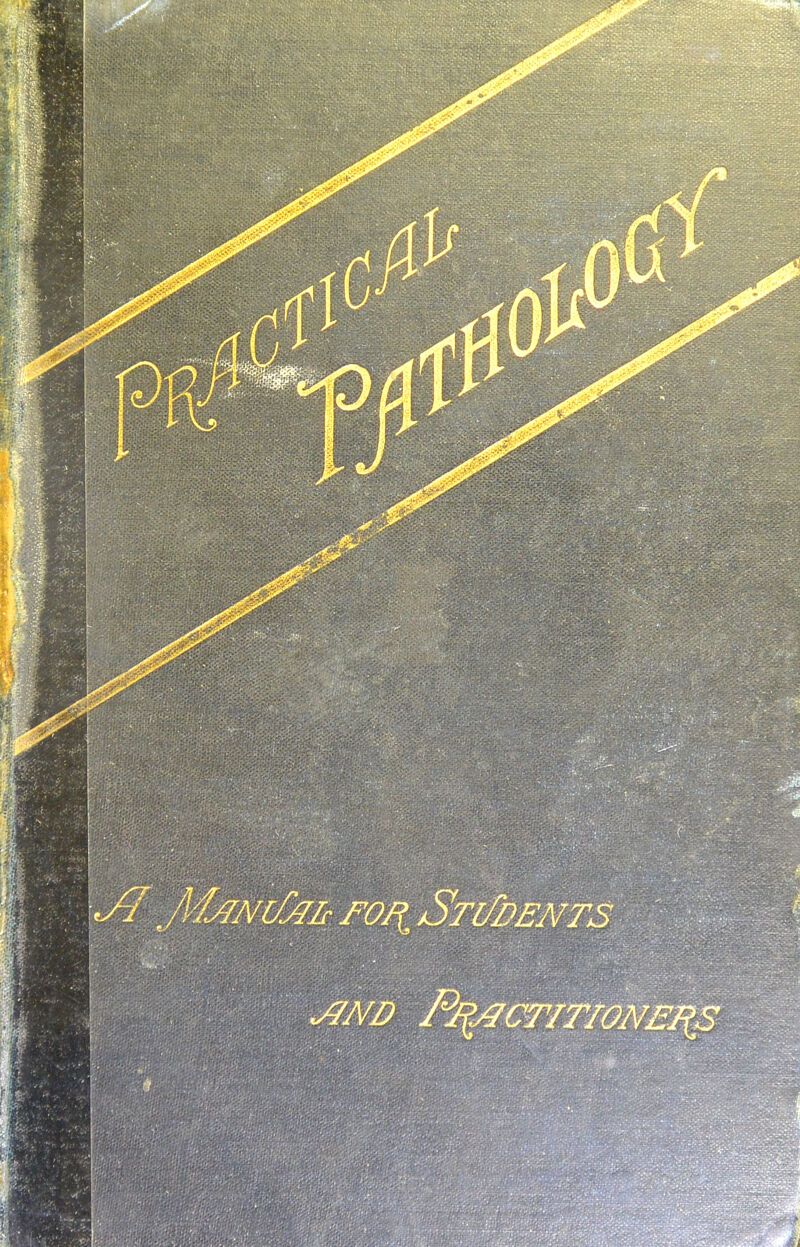 PRACTICAL
PATHOLOGY
A MANUAL FOR STUDENTS
AND PRACTITIONERS